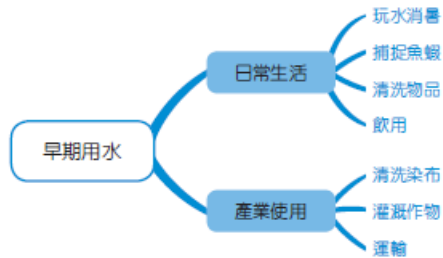 早期用水
日常生活
玩水消暑
捕捉魚蝦
清洗物品
飲用
產業使用
清洗染布
灌溉作物
運輸